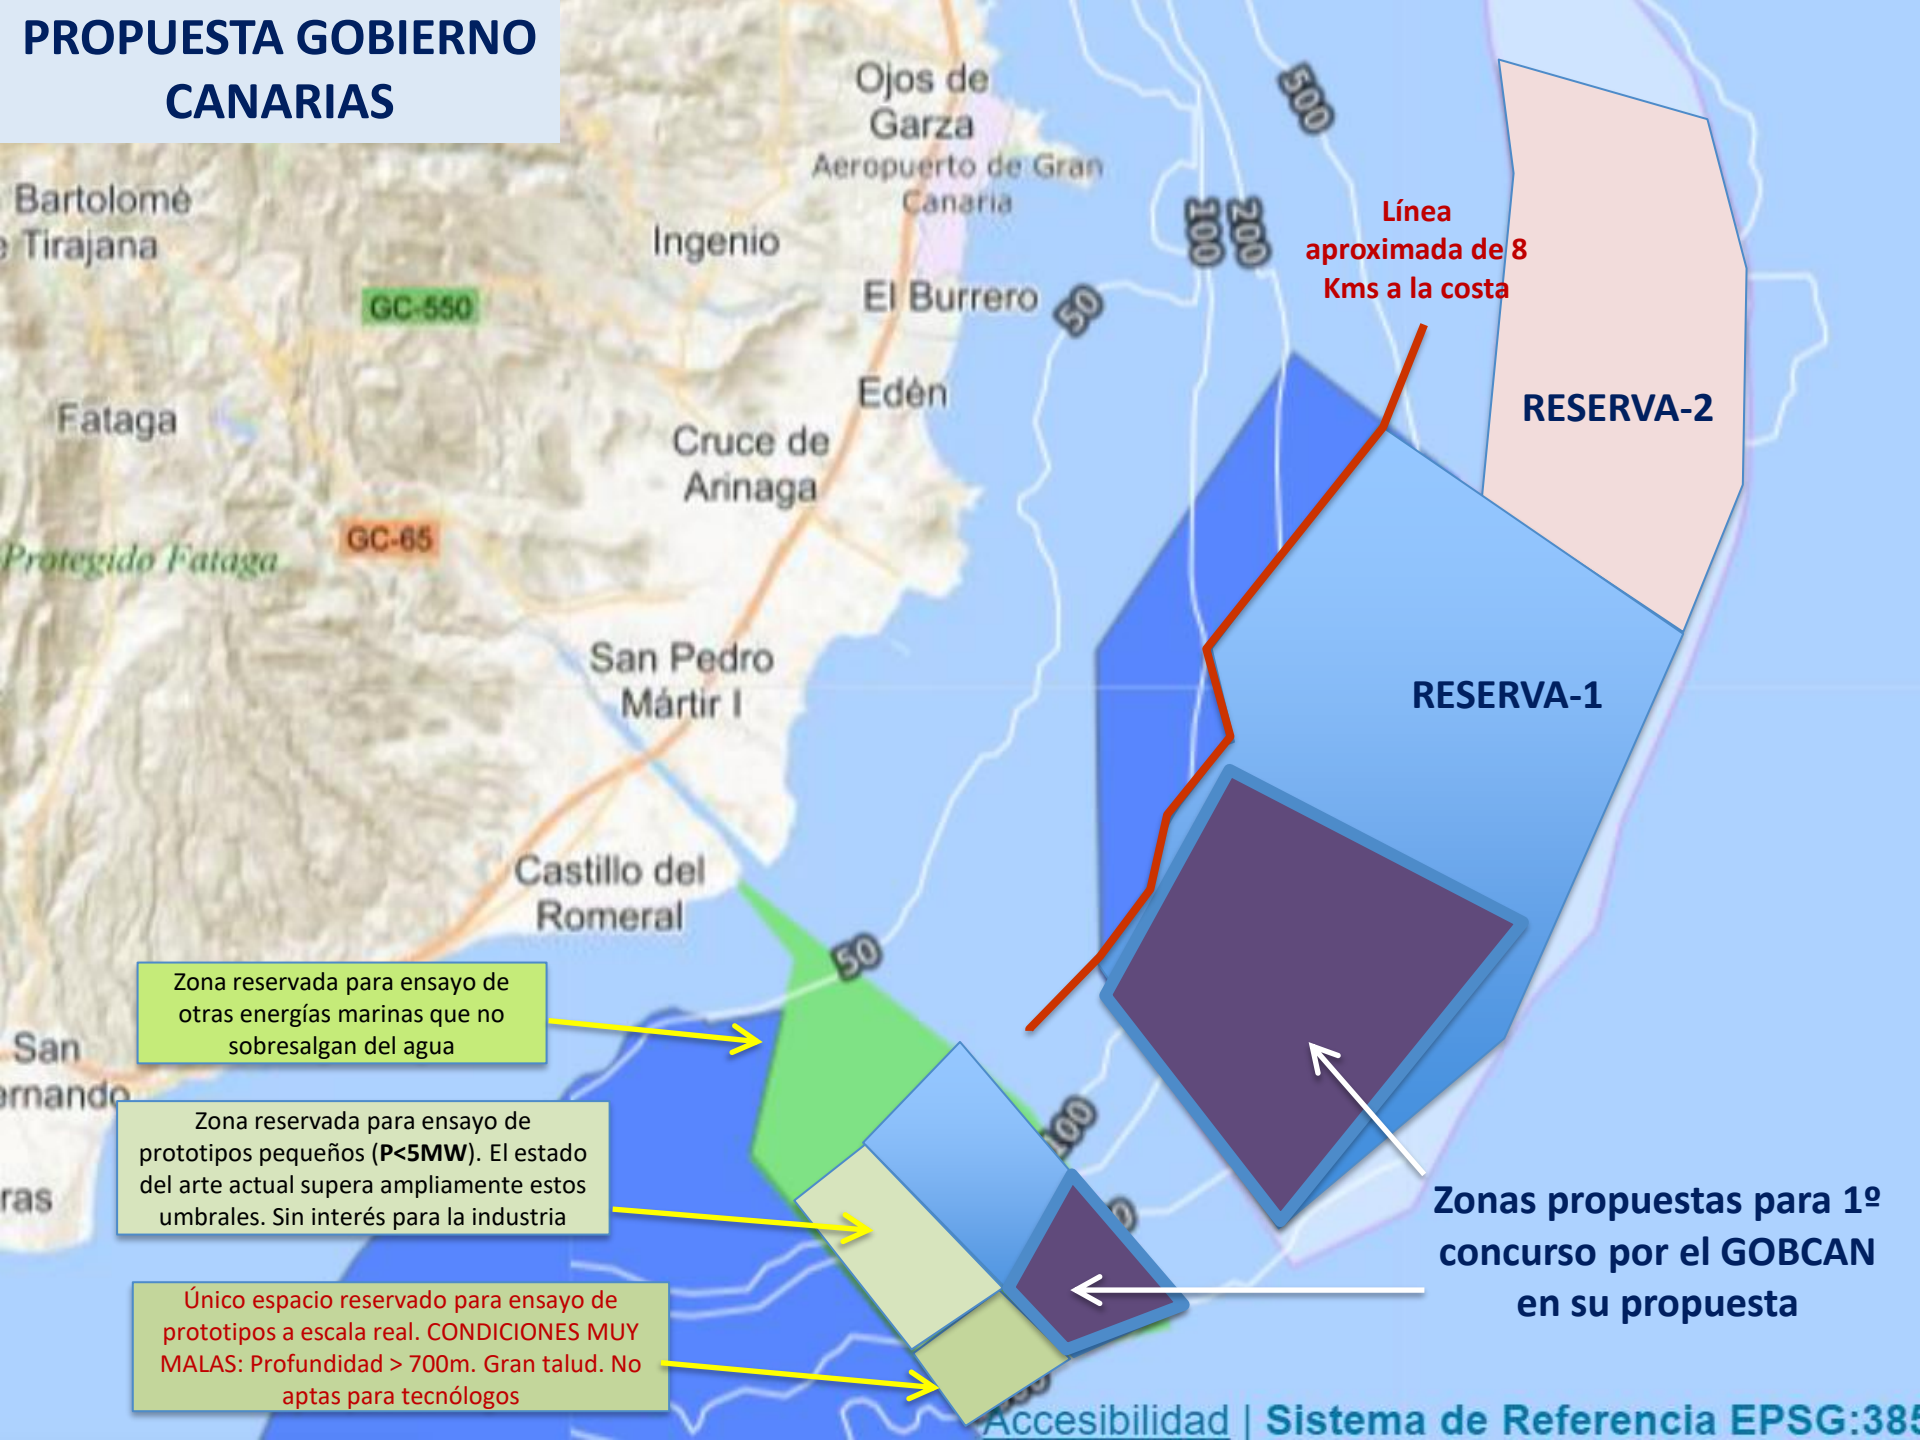 PROPUESTA GOBIERNO
CANARIAS
Ojos de
Garza
Aeropuerto de Gran
Canaria
500
Bartolomé
Tirajana
Ingenio
100
200
Línea
aproximada de 8
Kms a la costa
GC-550
El Burrero
50
Edén
Fataga
RESERVA-2
Cruce de
Arinaga
GC-65
Protegido Fataga
San Pedro
Mártir I
RESERVA-1
Castillo del
Romeral
50
Zona reservada para ensayo de
otras energías marinas que no
sobresalgan del agua
San
ernando
100
Zona reservada para ensayo de
prototipos pequeños (P<5MW). El estado
del arte actual supera ampliamente estos
umbrales. Sin interés para la industria
ras
0
Zonas propuestas para 1º
concurso por el GOBCAN
en su propuesta
Único espacio reservado para ensayo de
prototipos a escala real. CONDICIONES MUY
MALAS: Profundidad > 700m. Gran talud. No
aptas para tecnólogos
Accesibilidad | Sistema de Referencia EPSG:385